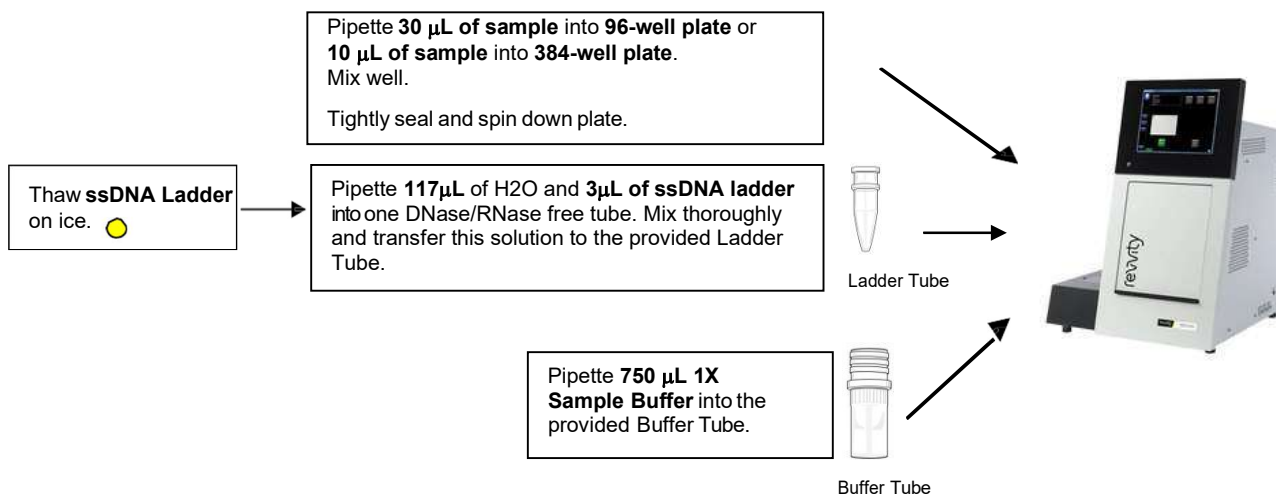 Pipette 30 μL of sample into 96-well plate or
10 μL of sample into 384-well plate.
Mix well.
Tightly seal and spin down plate.
Thaw ssDNA Ladder
on ice.
Pipette 117μL of H2O and 3μL of ssDNA ladder
into one DNase/RNase free tube. Mix thoroughly
and transfer this solution to the provided Ladder
Tube.
Ladder Tube
revvity
Pipette 750 μL 1X
Sample Buffer into the
provided Buffer Tube.
Buffer Tube